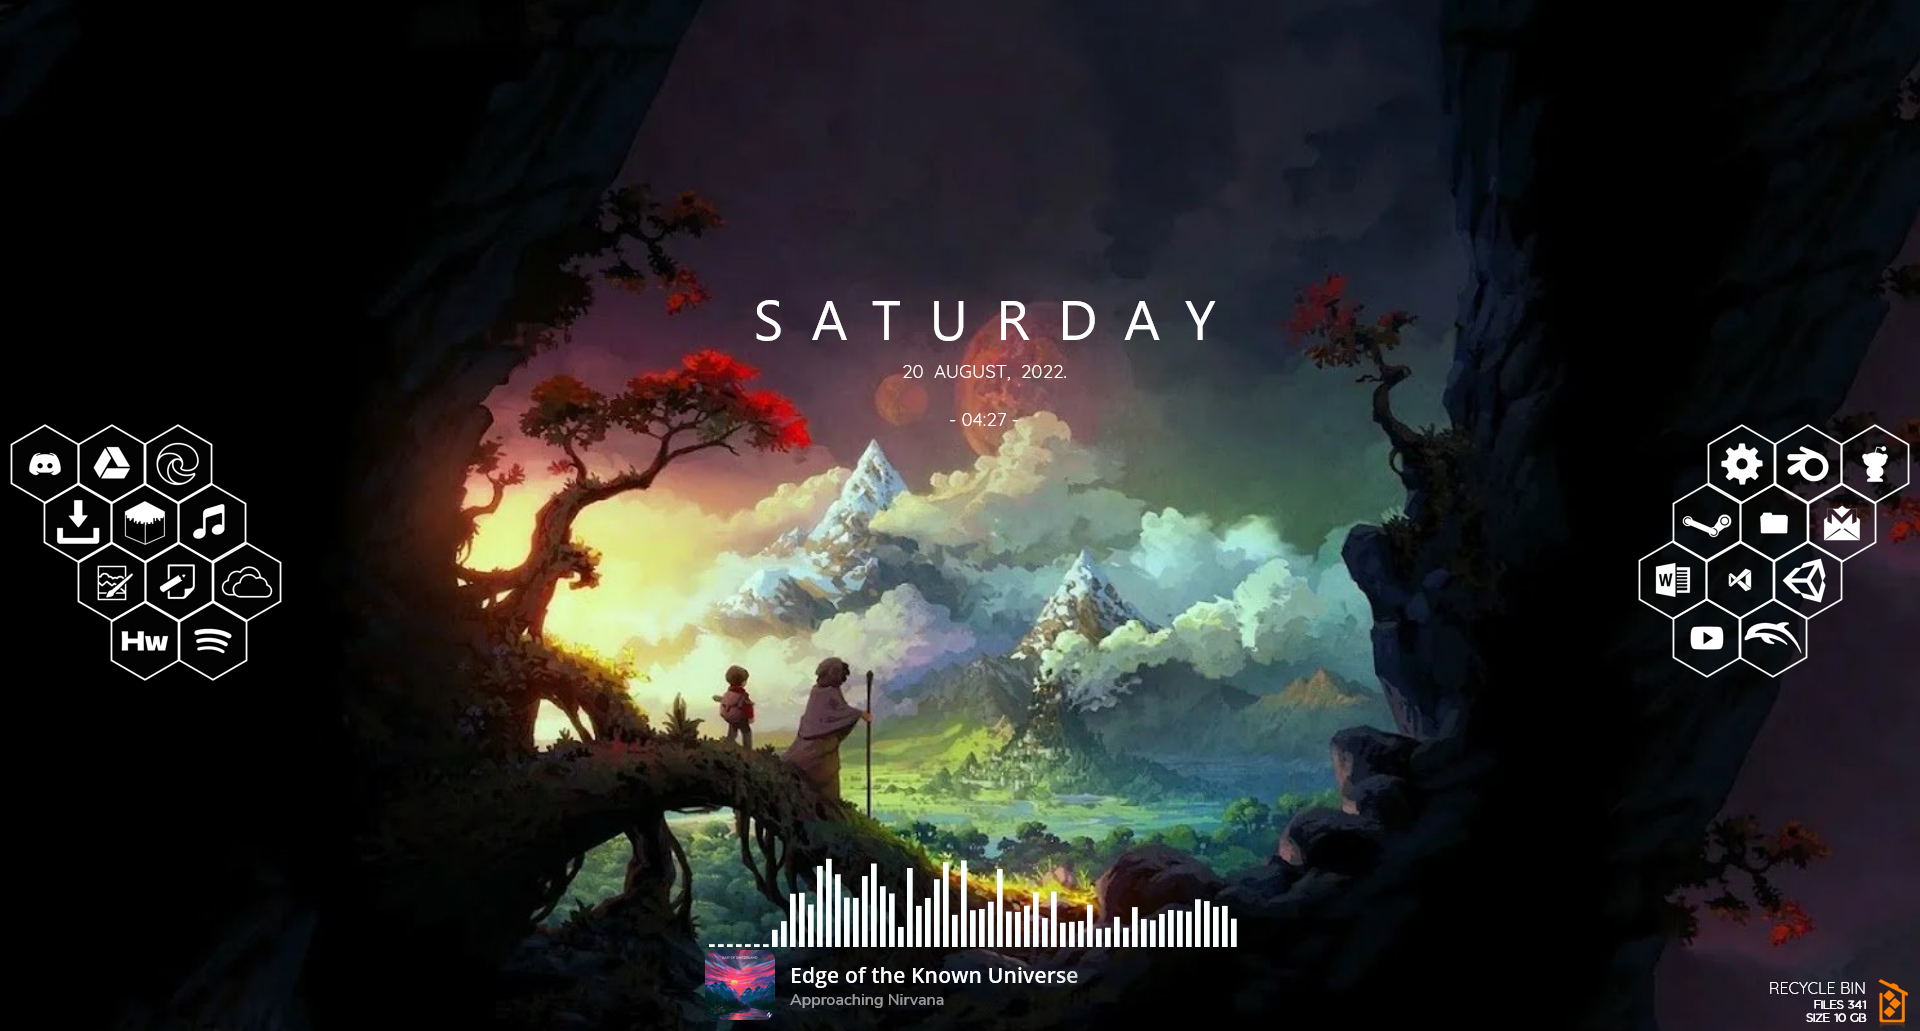 SATURDAY
20 AUGUST, 2022.
- 04:27 -
W
Hw
Edge of the Known Universe
Approaching Nirvana
RECYCLE BIN
FILES 341
SIZE 10 GB